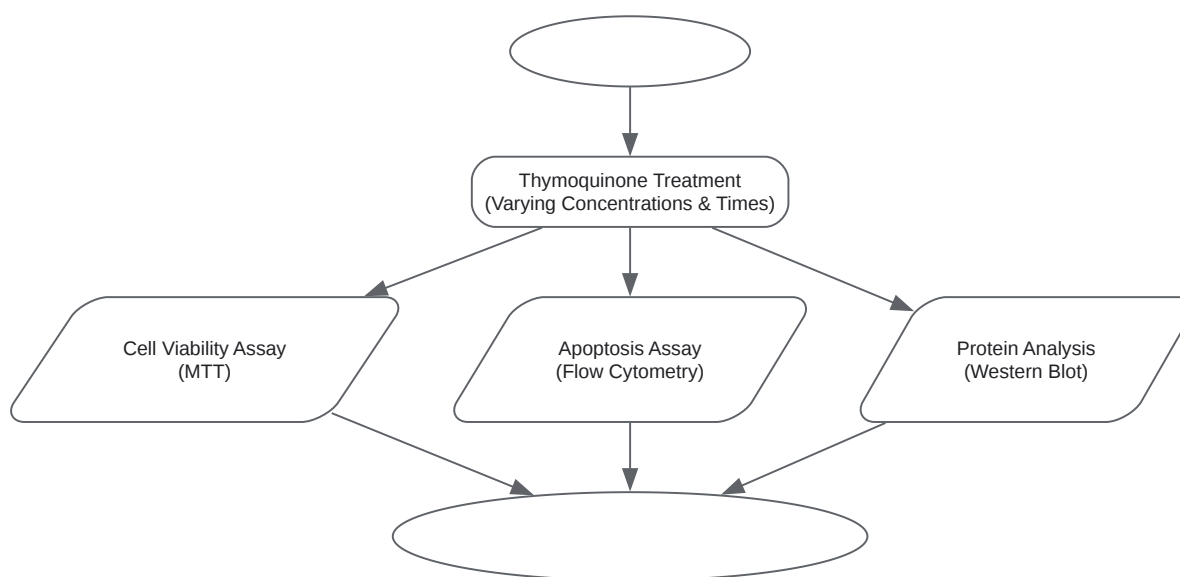 Thymoquinone Treatment
(Varying Concentrations & Times)
Cell Viability Assay
(MTT)
Apoptosis Assay
(Flow Cytometry)
Protein Analysis
(Western Blot)